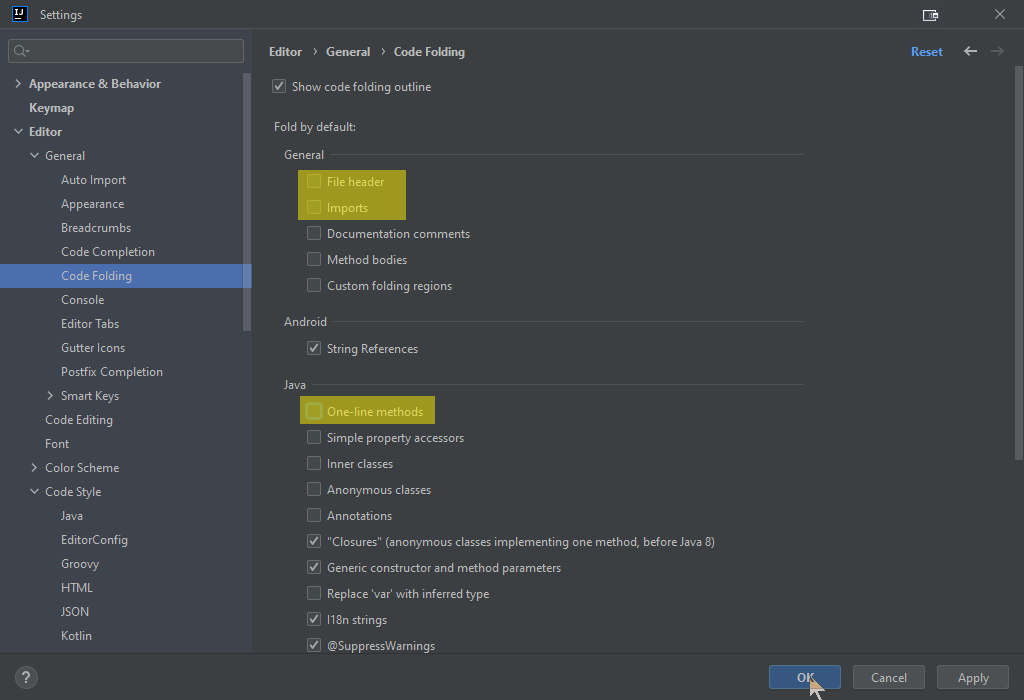 IJ
Settings
Editor › General › Code Folding
Reset
Appearance & Behavior
Keymap
Editor
General
Auto Import
Appearance
Breadcrumbs
Code Completion
Code Folding
Console
Editor Tabs
Gutter Icons
Postfix Completion
Smart Keys
Code Editing
Font
Color Scheme
Code Style
Java
EditorConfig
Groovy
HTML
JSON
Kotlin
Show code folding outline
Fold by default:
General
File header
Imports
Documentation comments
Method bodies
Custom folding regions
Android
String References
Java
One-line methods
Simple property accessors
Inner classes
Anonymous classes
Annotations
"Closures" (anonymous classes implementing one method, before Java 8)
Generic constructor and method parameters
Replace 'var' with inferred type
I18n strings
@SuppressWarnings
?
OK
Cancel
Apply